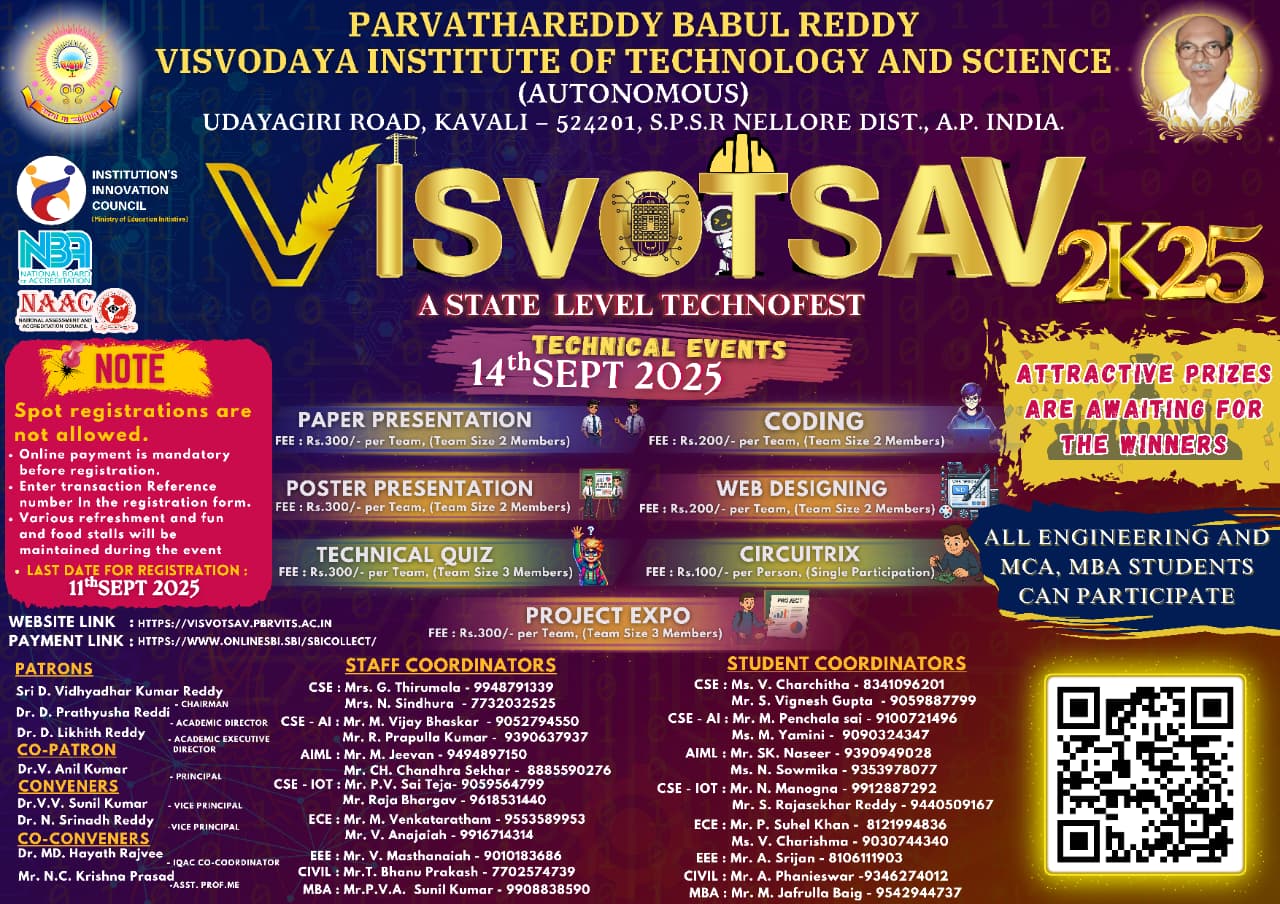 PARVATHAREDDY BABUL REDDY
VISVODAYA INSTITUTE OF TECHNOLOGY AND SCIENCE
(AUTONOMOUS)
UDAYAGIRI ROAD, KAVALI – 524201, S.P.S.R NELLORE DIST., A.P. INDIA.
INSTITUTION'S
INNOVATION
COUNCIL
(Ministry of Education Initiative)
NBA
NATIONAL BOARD
of ACCREDITATION
NAAC
NATIONAL ASSESSMENT AND
ACCREDITATION COUNCIL
VISVOTSAV 2K25
A STATE LEVEL TECHNOFEST
TECHNICAL EVENTS
14th SEPT 2025
NOTE
Spot registrations are
not allowed.
• Online payment is mandatory
before registration.
• Enter transaction Reference
number In the registration form.
• Various refreshment and fun
and food stalls will be
maintained during the event
• LAST DATE FOR REGISTRATION :
11th SEPT 2025
PAPER PRESENTATION
FEE : Rs.300/- per Team, (Team Size 2 Members)
CODING
FEE : Rs.200/- per Team, (Team Size 2 Members)
POSTER PRESENTATION
FEE : Rs.300/- per Team, (Team Size 2 Members)
WEB DESIGNING
FEE : Rs.200/- per Team, (Team Size 2 Members)
TECHNICAL QUIZ
FEE : Rs.300/- per Team, (Team Size 3 Members)
CIRCUITRIX
FEE : Rs.100/- per Person, (Single Participation)
PROJECT EXPO
FEE : Rs.300/- per Team, (Team Size 3 Members)
PROJECT
ATTRACTIVE PRIZES
ARE AWAITING FOR
THE WINNERS
ALL ENGINEERING AND
MCA, MBA STUDENTS
CAN PARTICIPATE
WEBSITE LINK : HTTPS://VISVOTSAV.PBRVITS.AC.IN
PAYMENT LINK : HTTPS://WWW.ONLINESBI.SBI/SBICOLLECT/
PATRONS
Sri D. Vidhyadhar Kumar Reddy
- CHAIRMAN
Dr. D. Prathyusha Reddi
- ACADEMIC DIRECTOR
Dr. D. Likhith Reddy
- ACADEMIC EXECUTIVE
DIRECTOR
CO-PATRON
Dr.V. Anil Kumar
- PRINCIPAL
CONVENERS
Dr.V.V. Sunil Kumar
- VICE PRINCIPAL
Dr. N. Srinadh Reddy
-VICE PRINCIPAL
CO-CONVENERS
Dr. MD. Hayath Rajvee
- IQAC CO-COORDINATOR
Mr. N.C. Krishna Prasad
-ASST. PROF.ME
STAFF COORDINATORS
CSE : Mrs. G. Thirumala - 9948791339
Mrs. N. Sindhura - 7732032525
CSE - AI : Mr. M. Vijay Bhaskar - 9052794550
Mr. R. Prapulla Kumar - 9390637937
AIML : Mr. M. Jeevan - 9494897150
Mr. CH. Chandhra Sekhar - 8885590276
CSE - IOT : Mr. P.V. Sai Teja- 9059564799
Mr. Raja Bhargav - 9618531440
ECE : Mr. M. Venkataratham - 9553589953
Mr. V. Anajaiah - 9916714314
EEE : Mr. V. Masthanaiah - 9010183686
CIVIL : Mr.T. Bhanu Prakash - 7702574739
MBA : Mr.P.V.A. Sunil Kumar - 9908838590
STUDENT COORDINATORS
CSE : Ms. V. Charchitha - 8341096201
Mr. S. Vignesh Gupta - 9059887799
CSE - AI : Mr. M. Penchala sai - 9100721496
Ms. M. Yamini - 9090324347
AIML : Mr. SK. Naseer - 9390949028
Ms. N. Sowmika - 9353978077
CSE - IOT : Mr. N. Manogna - 9912887292
Mr. S. Rajasekhar Reddy - 9440509167
ECE : Mr. P. Suhel Khan - 8121994836
Ms. V. Charishma - 9030744340
EEE : Mr. A. Srijan - 8106111903
CIVIL : Mr. A. Phanieswar -9346274012
MBA : Mr. M. Jafrulla Baig - 9542944737